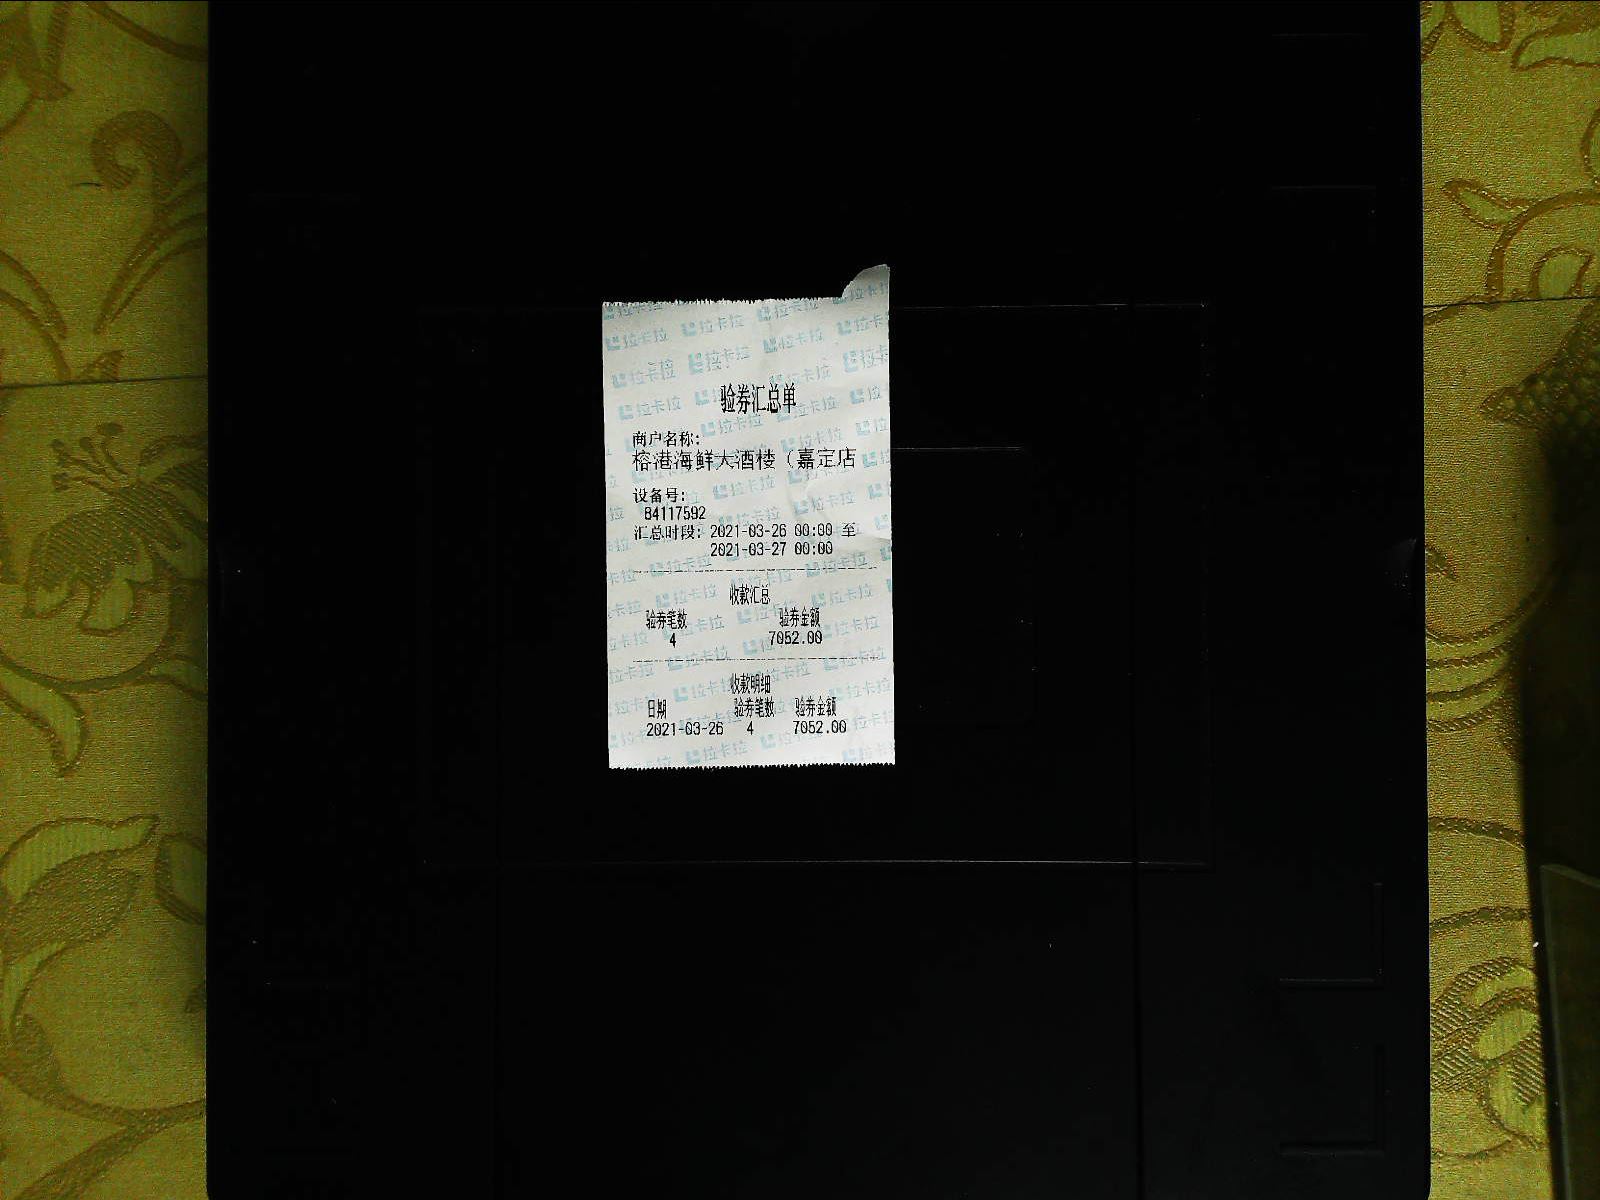 验券汇总单
商户名称:
榕港海鲜大酒楼（嘉定店
设备号:
84117592
汇总时段: 2021-03-26 00:00 至
2021-03-27 00:00
收款汇总
验券笔数 验券金额
4 7052.00
收款明细
日期 验券笔数 验券金额
2021-03-26 4 7052.00